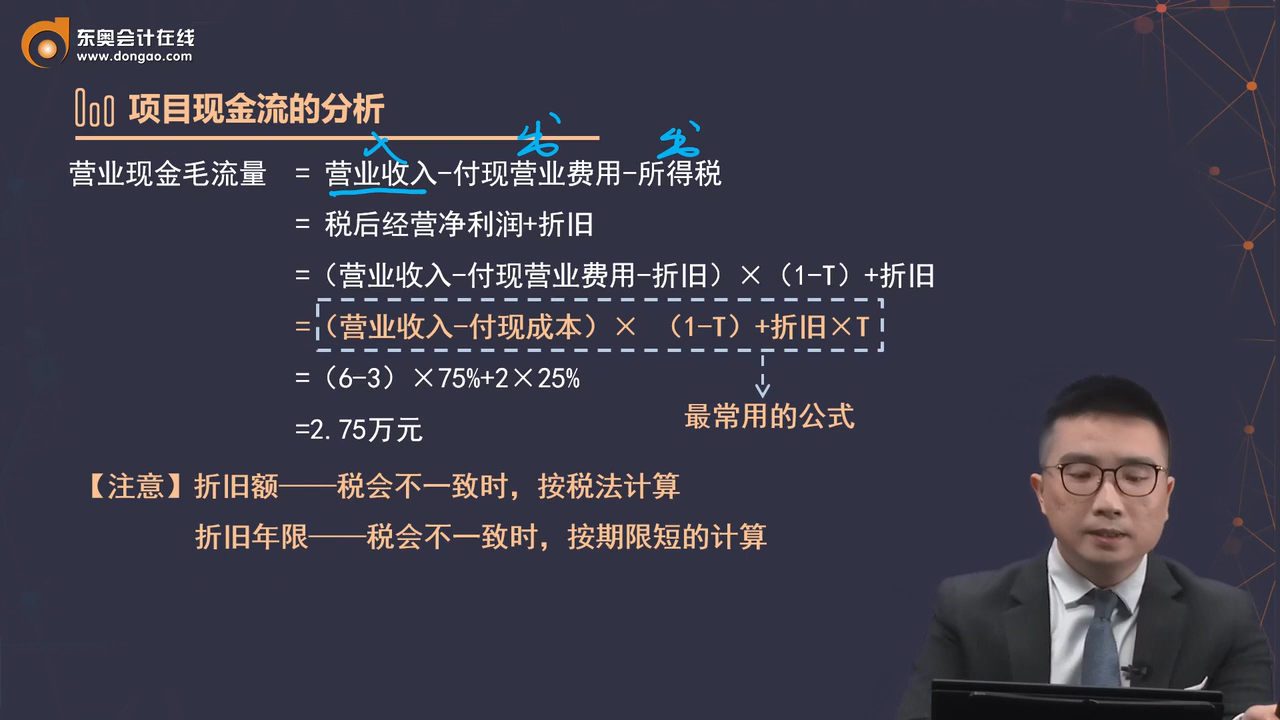 东奥会计在线
www.dongao.com
项目现金流的分析
入 出 出
营业现金毛流量 = 营业收入-付现营业费用-所得税
= 税后经营净利润+折旧
=（营业收入-付现营业费用-折旧）×（1-T）+折旧
=（营业收入-付现成本）× （1-T）+折旧×T
=（6-3）×75%+2×25%
=2.75万元
最常用的公式
【注意】折旧额——税会不一致时，按税法计算
折旧年限——税会不一致时，按期限短的计算